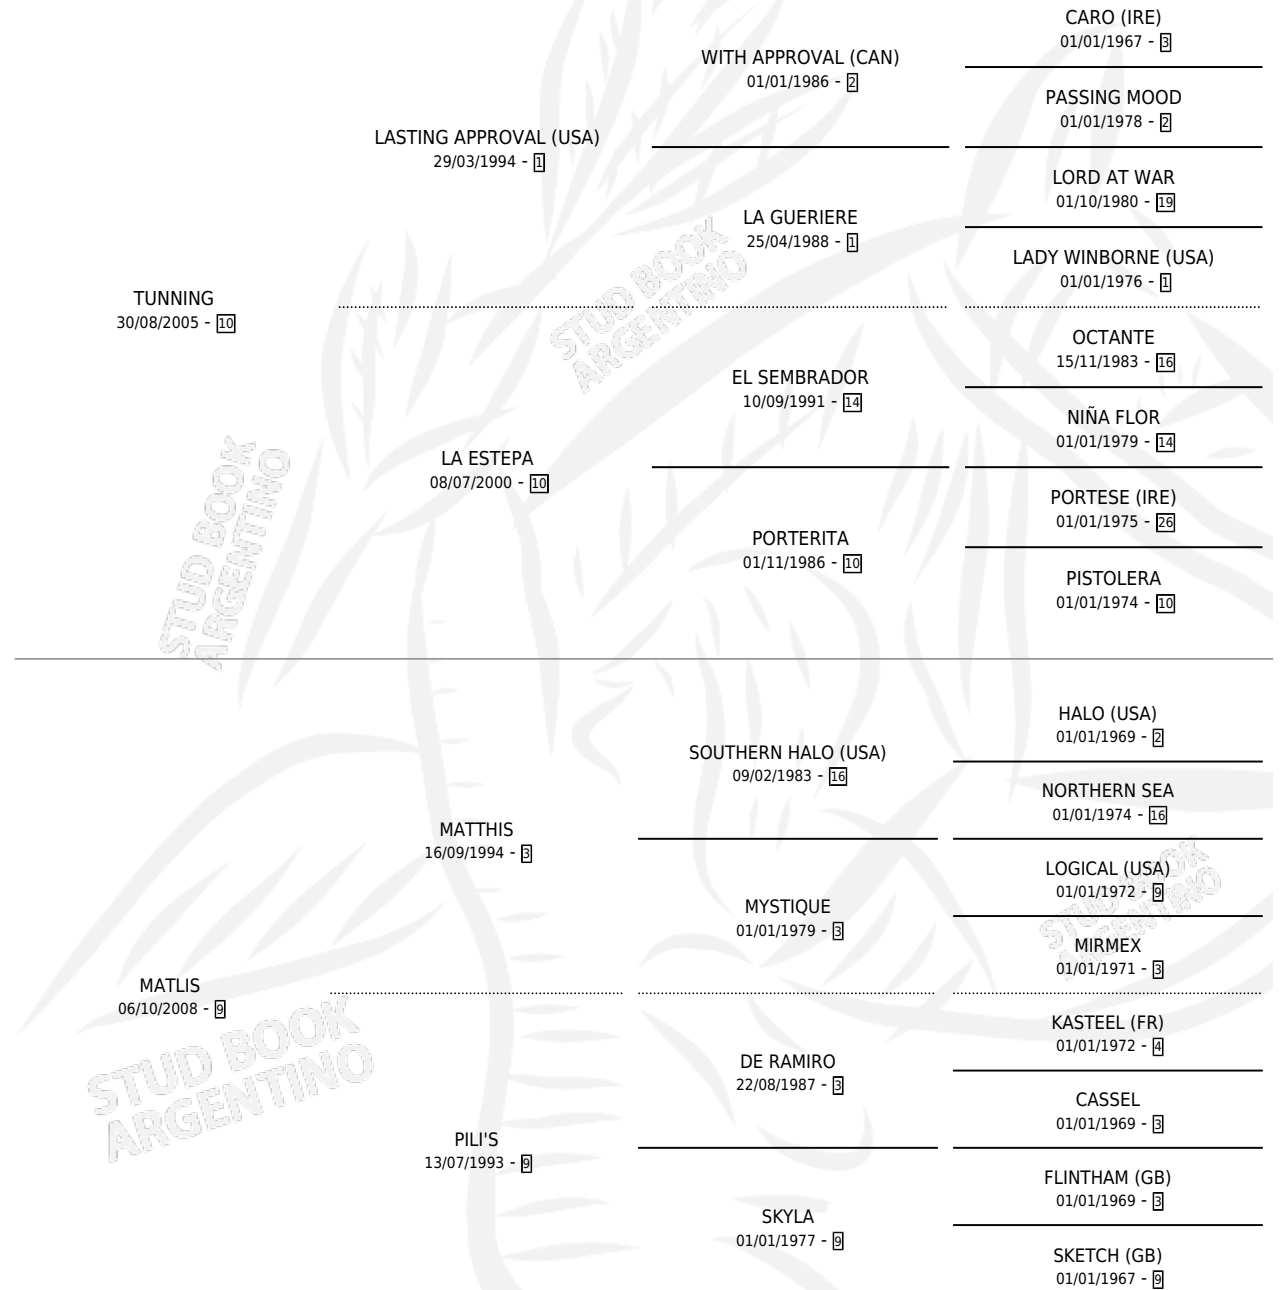 CARO (IRE)
01/01/1967 - 3
WITH APPROVAL (CAN)
01/01/1986 - 2
PASSING MOOD
01/01/1978 - 2
LASTING APPROVAL (USA)
29/03/1994 - 1
LORD AT WAR
01/10/1980 - 19
LA GUERIERE
25/04/1988 - 1
LADY WINBORNE (USA)
01/01/1976 - 1
TUNNING
30/08/2005 - 10
OCTANTE
15/11/1983 - 16
EL SEMBRADOR
10/09/1991 - 14
NIÑA FLOR
01/01/1979 - 14
LA ESTEPA
08/07/2000 - 10
PORTESE (IRE)
01/01/1975 - 26
PORTERITA
01/11/1986 - 10
PISTOLERA
01/01/1974 - 10
HALO (USA)
01/01/1969 - 2
SOUTHERN HALO (USA)
09/02/1983 - 16
NORTHERN SEA
01/01/1974 - 16
MATTHIS
16/09/1994 - 3
LOGICAL (USA)
01/01/1972 - 9
MYSTIQUE
01/01/1979 - 3
MIRMEX
01/01/1971 - 3
MATLIS
06/10/2008 - 9
KASTEEL (FR)
01/01/1972 - 4
DE RAMIRO
22/08/1987 - 3
CASSEL
01/01/1969 - 3
PILI'S
13/07/1993 - 9
FLINTHAM (GB)
01/01/1969 - 3
SKYLA
01/01/1977 - 9
SKETCH (GB)
01/01/1967 - 9
STUD BOOK
ARGENTINO
STUD BOOK
ARGENTINO
STUD BOOK
ARGENTINO
STUD BOOK
ARGENTINO